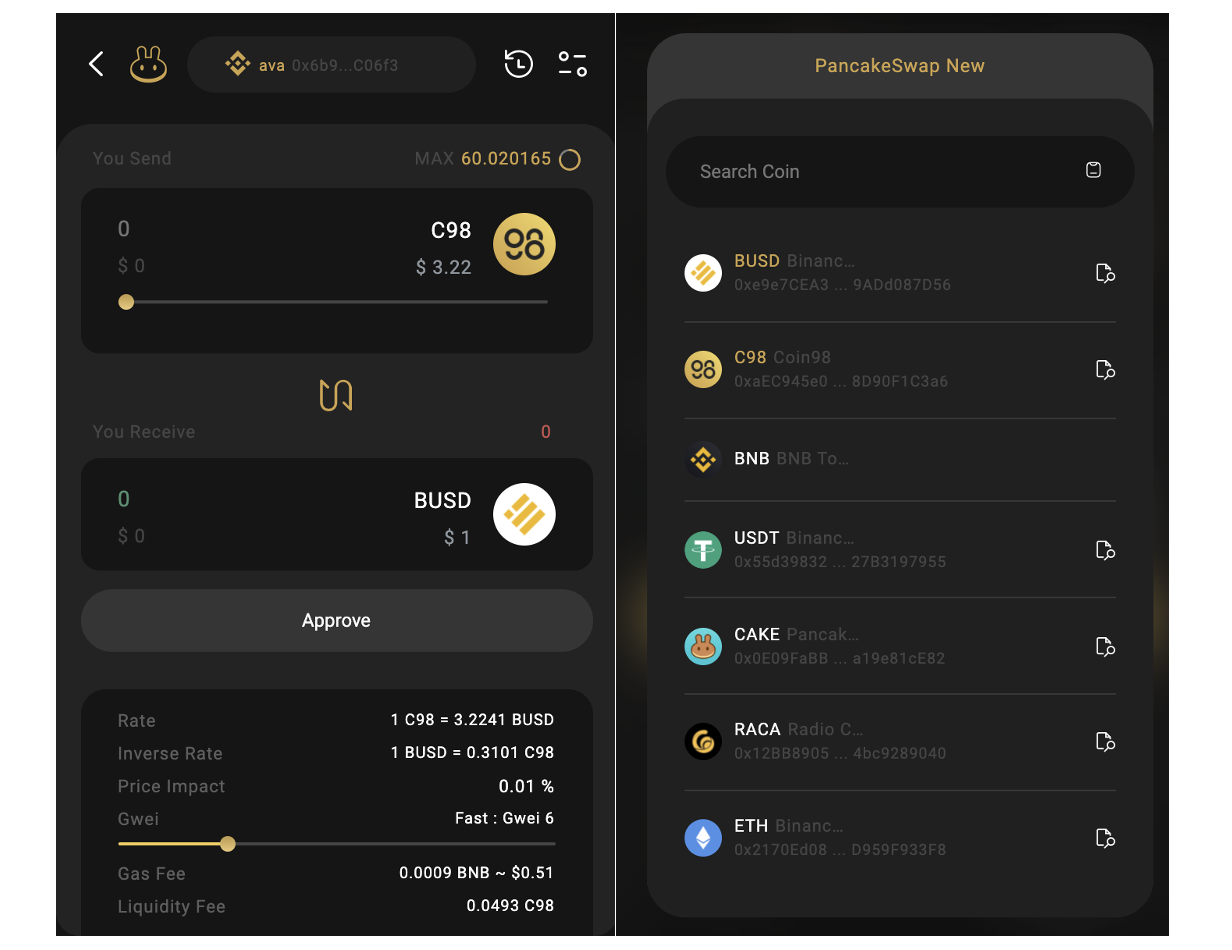 ava 0x6b9...C06f3
You Send
MAX 60.020165
0
C98
$ 0
$ 3.22
You Receive
0
0
BUSD
$ 0
$ 1
Approve
Rate
1 C98 = 3.2241 BUSD
Inverse Rate
1 BUSD = 0.3101 C98
Price Impact
0.01 %
Gwei
Fast : Gwei 6
Gas Fee
0.0009 BNB ~ $0.51
Liquidity Fee
0.0493 C98
PancakeSwap New
Search Coin
BUSD Binanc...
0xe9e7CEA3 ... 9ADd087D56
C98 Coin98
0xaEC945e0 ... 8D90F1C3a6
BNB BNB To...
USDT Binanc...
0x55d39832 ... 27B3197955
CAKE Pancak...
0x0E09FaBB ... a19e81cE82
RACA Radio C...
0x12BB8905 ... 4bc9289040
ETH Binanc...
0x2170Ed08 ... D959F933F8